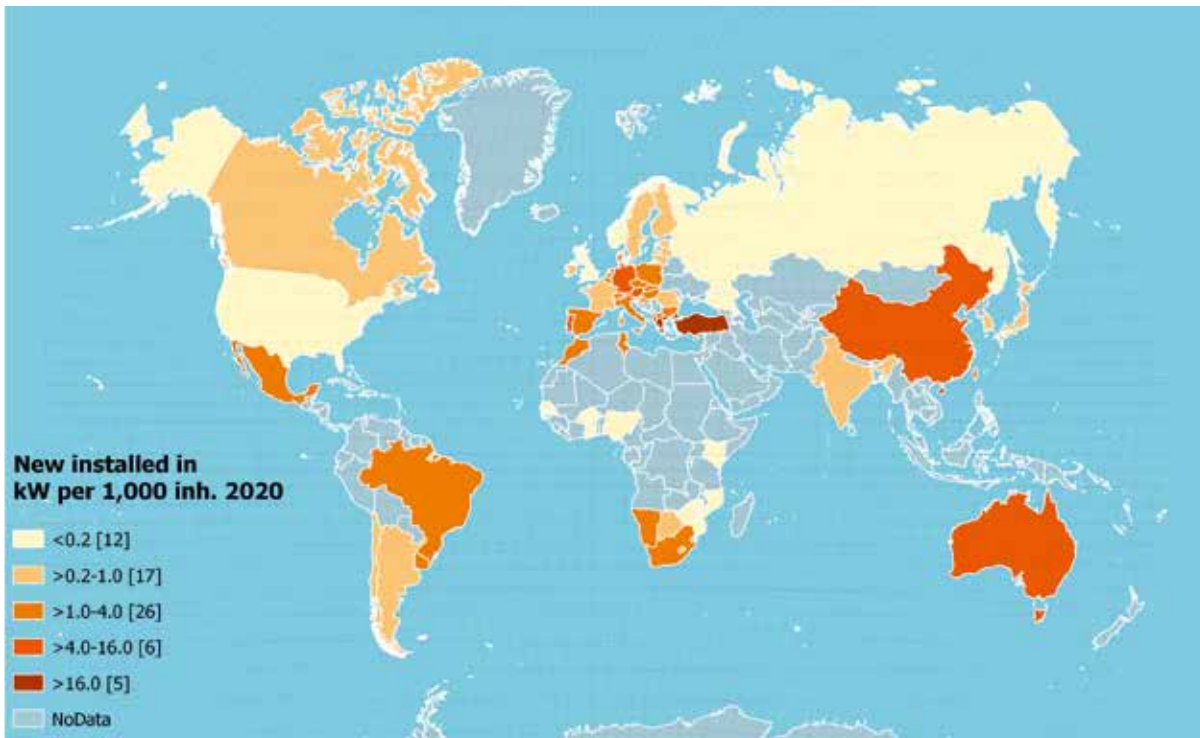 New installed in
kW per 1,000 inh. 2020
<0.2 [12]
>0.2-1.0 [17]
>1.0-4.0 [26]
>4.0-16.0 [6]
>16.0 [5]
NoData